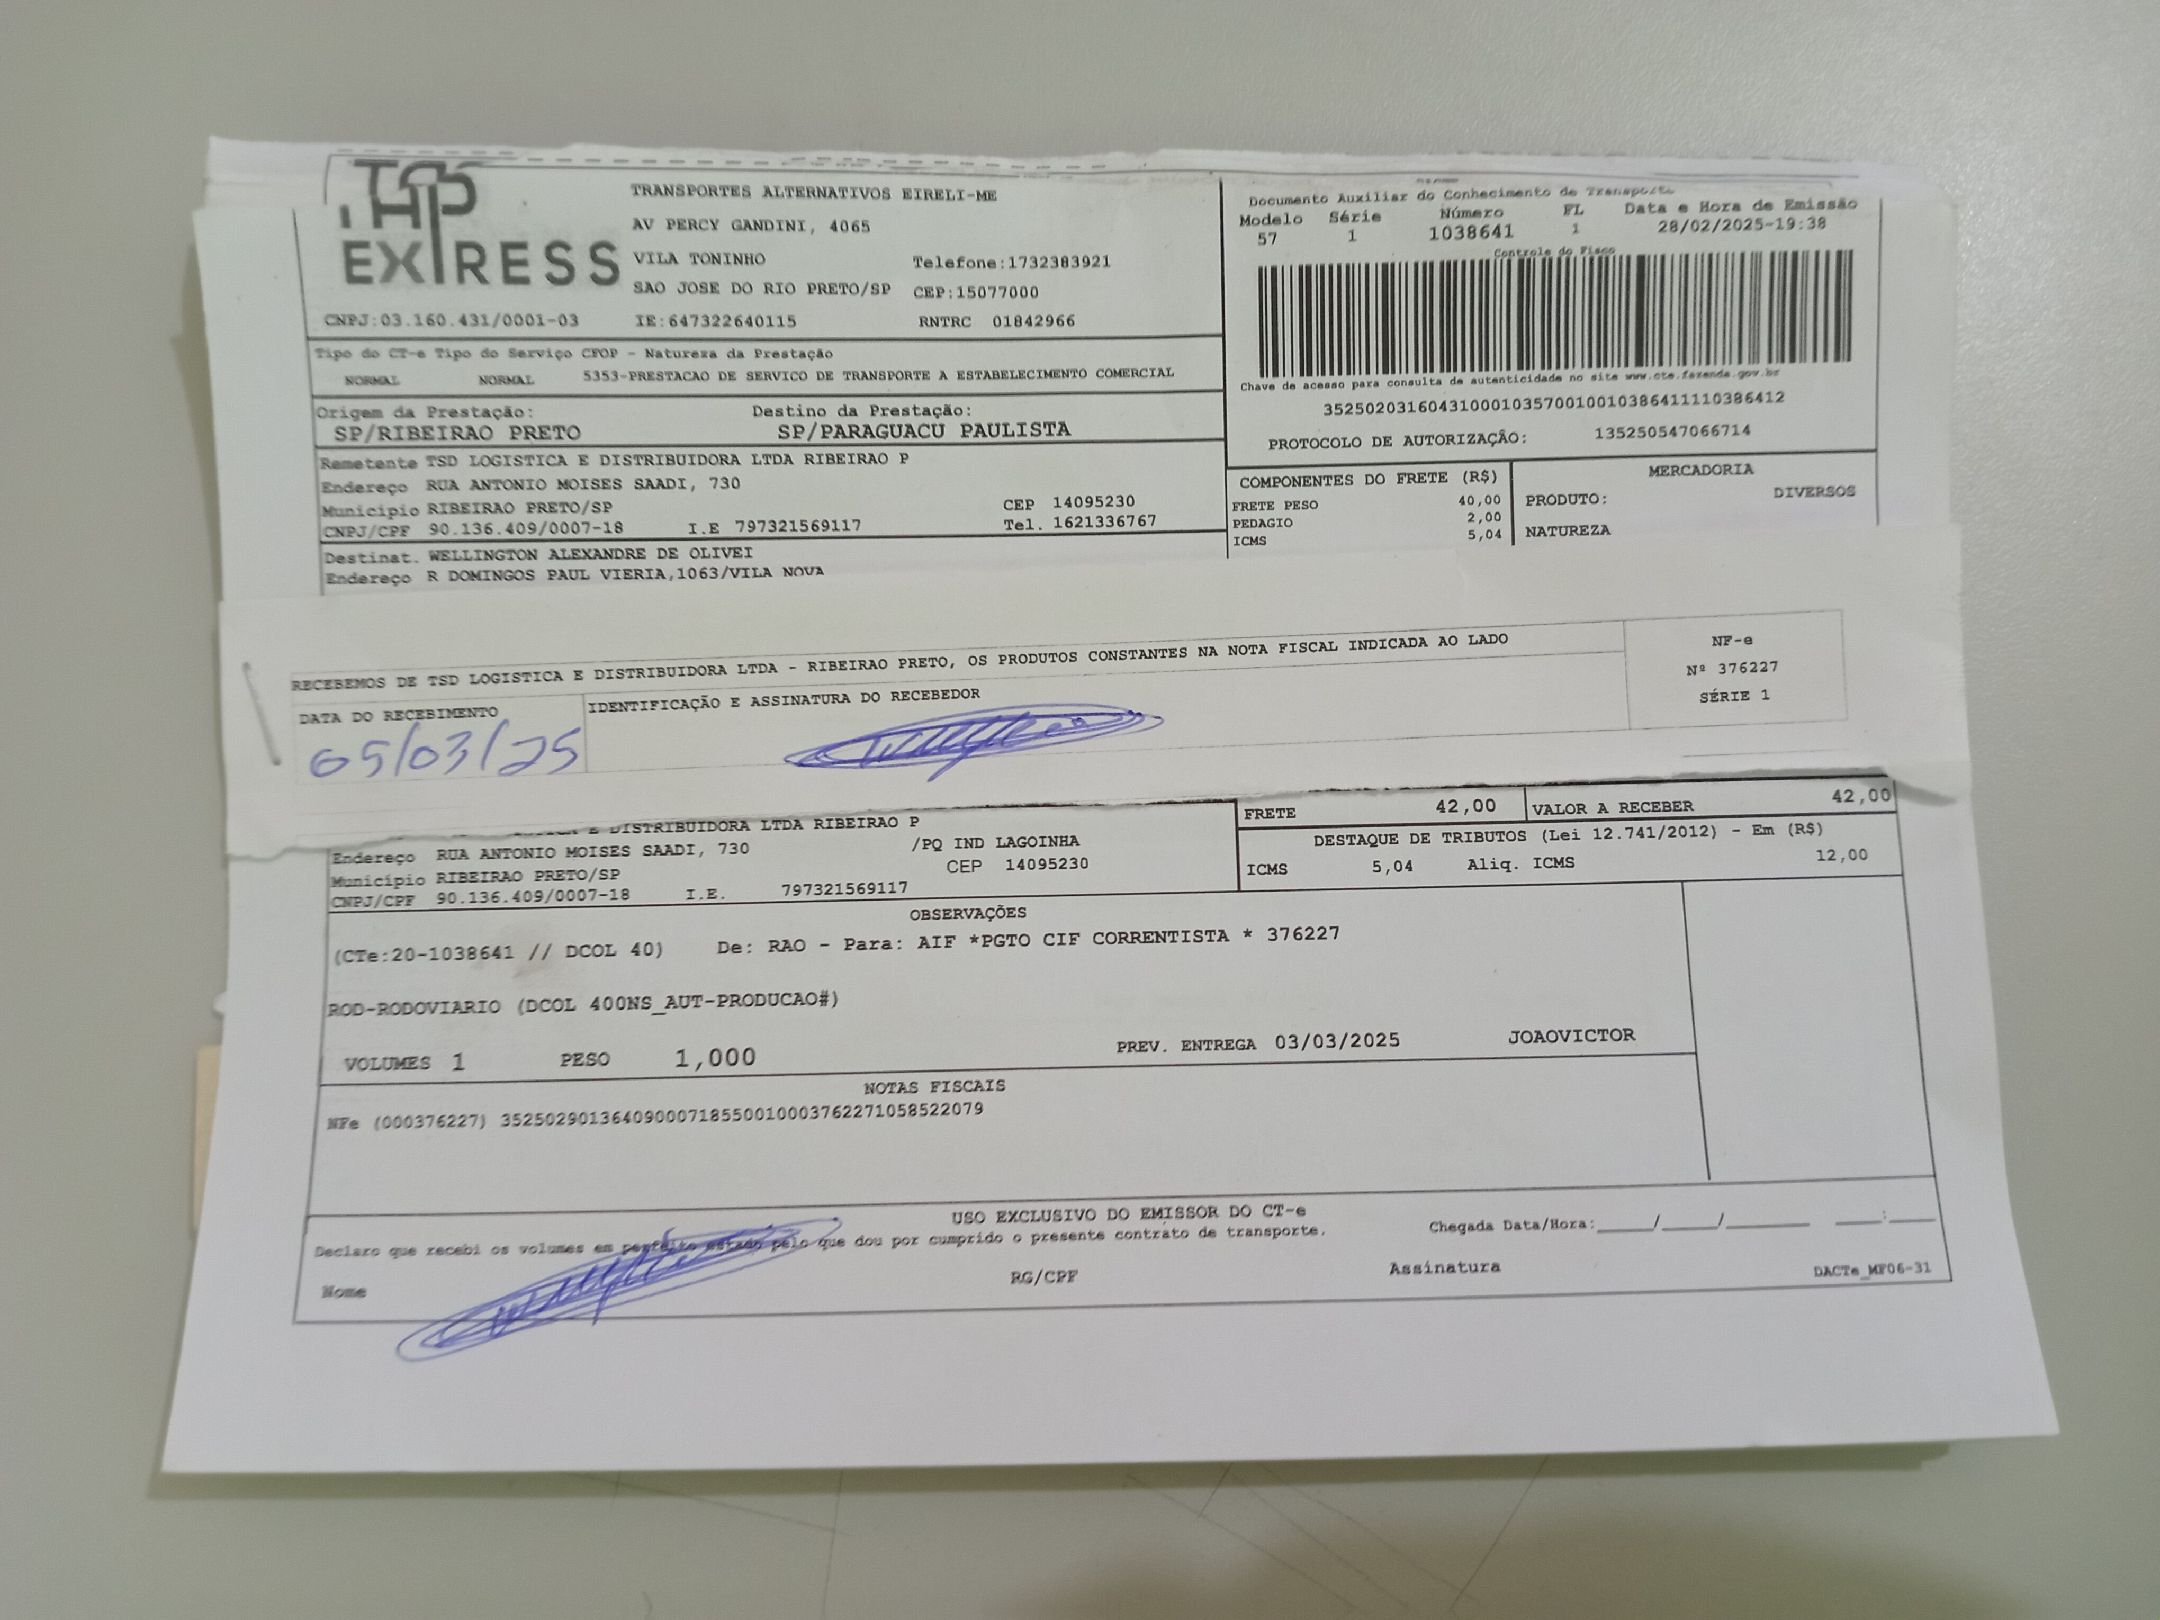 EXPRESS
TRANSPORTES ALTERNATIVOS EIRELI-ME
AV PERCY GANDINI, 4065
VILA TONINHO Telefone:1732383921
SAO JOSE DO RIO PRETO/SP CEP:15077000
CNPJ:03.160.431/0001-03 IE:647322640115 RNTRC 01842966
Documento Auxiliar do Conhecimento de Transporte
Modelo Série Número FL Data e Hora de Emissão
57 1 1038641 1 28/02/2025-19:38
Controle do Fisco
Chave de acesso para consulta de autenticidade no site www.cte.fazenda.gov.br
35250203160431000103570010010386411110386412
PROTOCOLO DE AUTORIZAÇÃO: 135250547066714
Tipo do CT-e Tipo do Serviço CFOP - Natureza da Prestação
NORMAL NORMAL 5353-PRESTACAO DE SERVICO DE TRANSPORTE A ESTABELECIMENTO COMERCIAL
Origem da Prestação: Destino da Prestação:
SP/RIBEIRAO PRETO SP/PARAGUACU PAULISTA
Remetente TSD LOGISTICA E DISTRIBUIDORA LTDA RIBEIRAO P
Endereço RUA ANTONIO MOISES SAADI, 730
Município RIBEIRAO PRETO/SP CEP 14095230
CNPJ/CPF 90.136.409/0007-18 I.E 797321569117 Tel. 1621336767
COMPONENTES DO FRETE (R$)
FRETE PESO 40,00
PEDAGIO 2,00
ICMS 5,04
MERCADORIA
PRODUTO: DIVERSOS
NATUREZA
Destinat. WELLINGTON ALEXANDRE DE OLIVEI
Endereço R DOMINGOS PAUL VIERIA,1063/VILA NOVA
RECEBEMOS DE TSD LOGISTICA E DISTRIBUIDORA LTDA - RIBEIRAO PRETO, OS PRODUTOS CONSTANTES NA NOTA FISCAL INDICADA AO LADO
DATA DO RECEBIMENTO IDENTIFICAÇÃO E ASSINATURA DO RECEBEDOR
05/03/25
NF-e
Nº 376227
SÉRIE 1
E DISTRIBUIDORA LTDA RIBEIRAO P
Endereço RUA ANTONIO MOISES SAADI, 730 /PQ IND LAGOINHA
Município RIBEIRAO PRETO/SP CEP 14095230
CNPJ/CPF 90.136.409/0007-18 I.E. 797321569117
FRETE 42,00 VALOR A RECEBER 42,00
DESTAQUE DE TRIBUTOS (Lei 12.741/2012) - Em (R$)
ICMS 5,04 Aliq. ICMS 12,00
OBSERVAÇÕES
(CTe:20-1038641 // DCOL 40) De: RAO - Para: AIF *PGTO CIF CORRENTISTA * 376227
ROD-RODOVIARIO (DCOL 400NS_AUT-PRODUCAO#)
VOLUMES 1 PESO 1,000 PREV. ENTREGA 03/03/2025 JOAOVICTOR
NOTAS FISCAIS
NFe (000376227) 35250290136409000718550010003762271058522079
USO EXCLUSIVO DO EMISSOR DO CT-e
Declaro que recebi os volumes em perfeito estado pelo que dou por cumprido o presente contrato de transporte.
Chegada Data/Hora:____/____/______ ___:___
Nome RG/CPF Assinatura DACTe_MF06-31